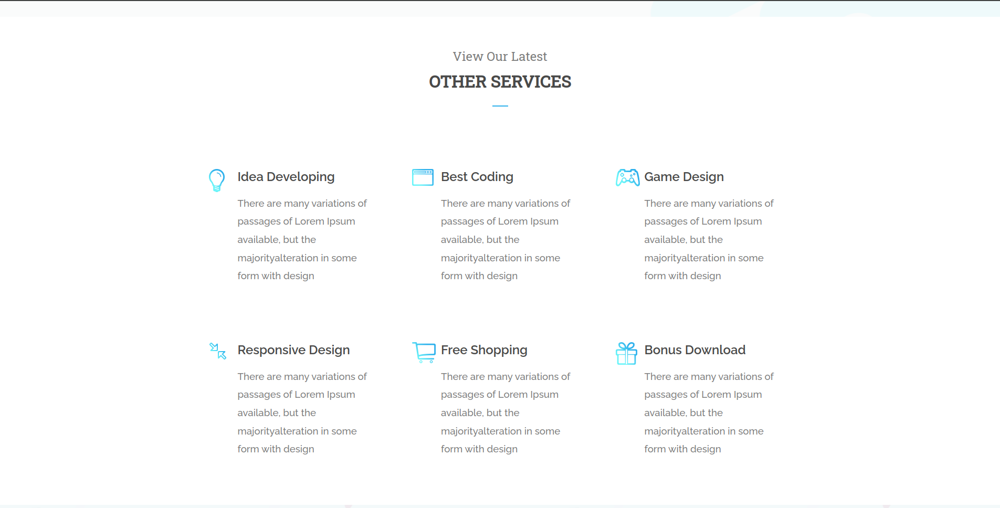 View Our Latest
OTHER SERVICES
Idea Developing
There are many variations of
passages of Lorem Ipsum
available, but the
majorityalteration in some
form with design
Best Coding
There are many variations of
passages of Lorem Ipsum
available, but the
majorityalteration in some
form with design
Game Design
There are many variations of
passages of Lorem Ipsum
available, but the
majorityalteration in some
form with design
Responsive Design
There are many variations of
passages of Lorem Ipsum
available, but the
majorityalteration in some
form with design
Free Shopping
There are many variations of
passages of Lorem Ipsum
available, but the
majorityalteration in some
form with design
Bonus Download
There are many variations of
passages of Lorem Ipsum
available, but the
majorityalteration in some
form with design